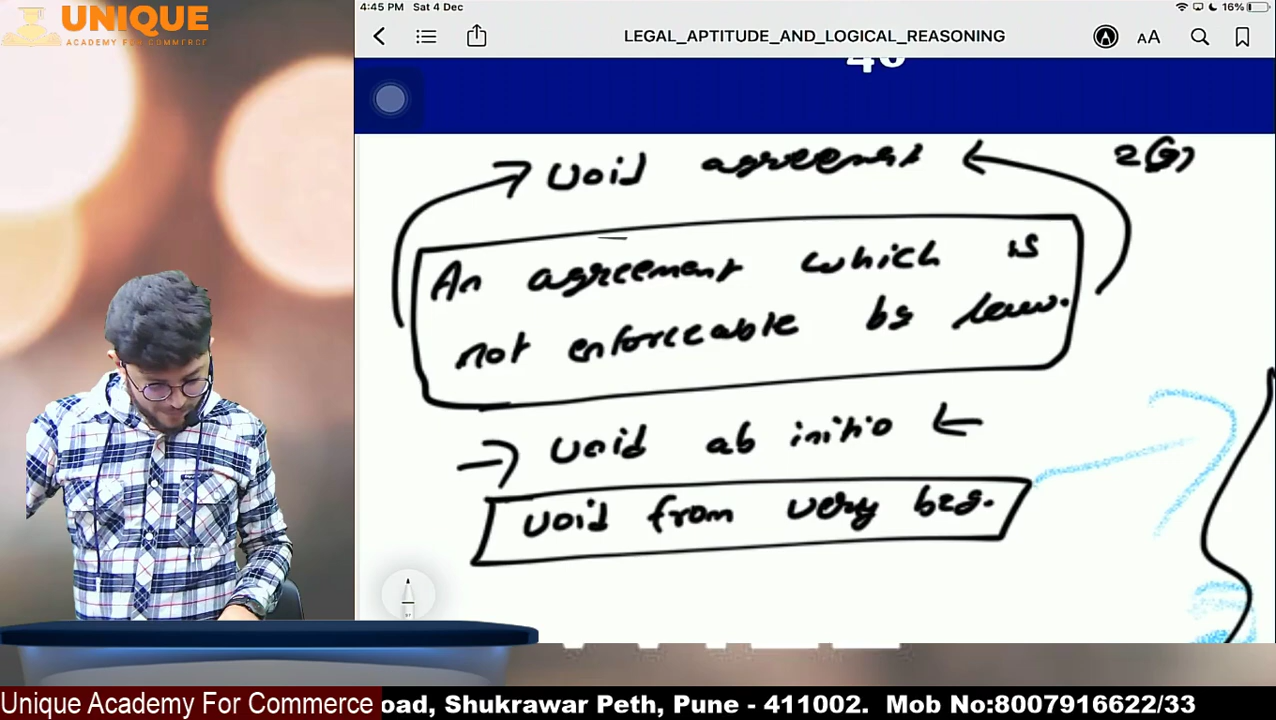 UNIQUE
ACADEMY FOR COMMERCE
4:45 PM Sat 4 Dec
16%
LEGAL_APTITUDE_AND_LOGICAL_REASONING
AA
40
Void agreement
2(g)
An agreement which is
not enforceable by law.
Void ab initio
Void from very beg.
Unique Academy For Commerce
oad, Shukrawar Peth, Pune - 411002. Mob No:8007916622/33